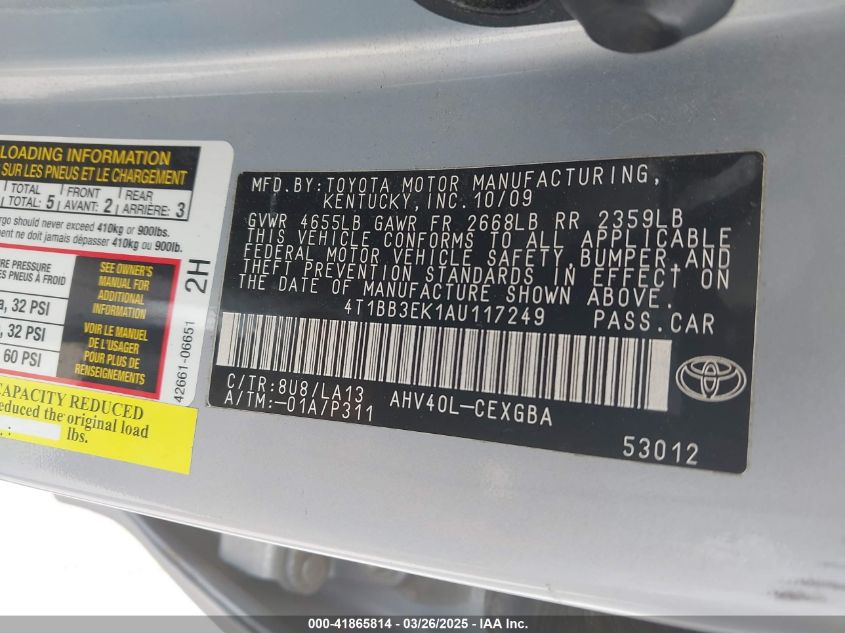 LOADING INFORMATION
SUR LES PNEUS ET LE CHARGEMENT
TOTAL FRONT REAR
TOTAL: 5 AVANT: 2 ARRIÈRE: 3
should never exceed 410kg or 900lb.
ne doit jamais dépasser 410kg ou 900lb.
PRESSURE
PNEUS À FROID
32 PSI
32 PSI
60 PSI
SEE OWNER'S
MANUAL FOR
ADDITIONAL
INFORMATION
VOIR LE MANUEL
DE L'USAGER
POUR PLUS DE
RENSEIGNEMENTS
42661-06651
2H
CAPACITY REDUCED
reduced the original load
lbs.
MFD.BY:TOYOTA MOTOR MANUFACTURING,
KENTUCKY, INC.10/09
GVWR 4655LB GAWR FR 2668LB RR 2359LB
THIS VEHICLE CONFORMS TO ALL APPLICABLE
FEDERAL MOTOR VEHICLE SAFETY,BUMPER,AND
THEFT PREVENTION STANDARDS IN EFFECT ON
THE DATE OF MANUFACTURE SHOWN ABOVE.
4T1BB3EK1AU117249 PASS.CAR
C/TR:8U8/LA13
A/TM:-01A/P311
AHV40L-CEXGBA
TOYOTA
53012
000-41865814 - 03/26/2025 - IAA Inc.